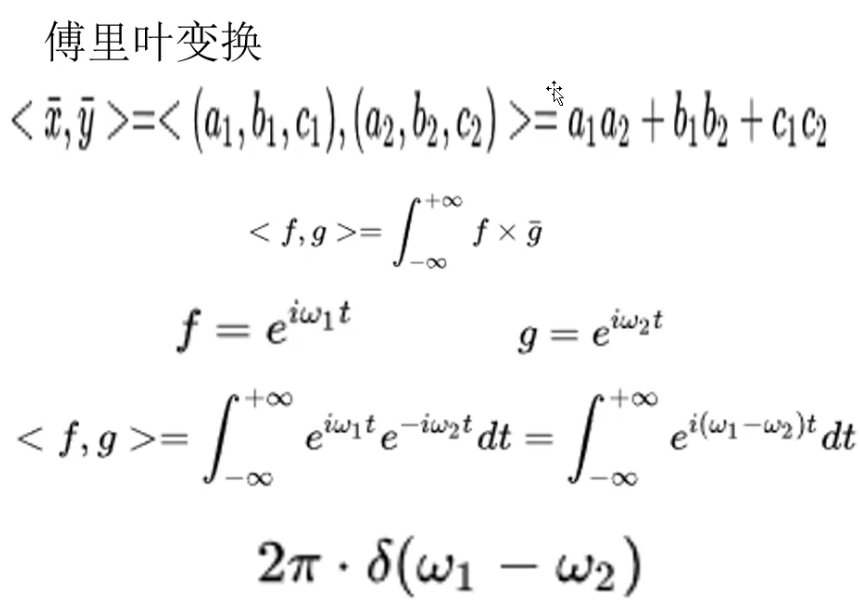 傅里叶变换
< x̄, ȳ >=< (a₁, b₁, c₁), (a₂, b₂, c₂) >= a₁a₂ + b₁b₂ + c₁c₂
< f, g >= ∫_{−∞}^{+∞} f × ḡ
f = e^{iω₁t} g = e^{iω₂t}
< f, g >= ∫_{−∞}^{+∞} e^{iω₁t} e^{−iω₂t} dt = ∫_{−∞}^{+∞} e^{i(ω₁−ω₂)t} dt
2π · δ(ω₁ − ω₂)